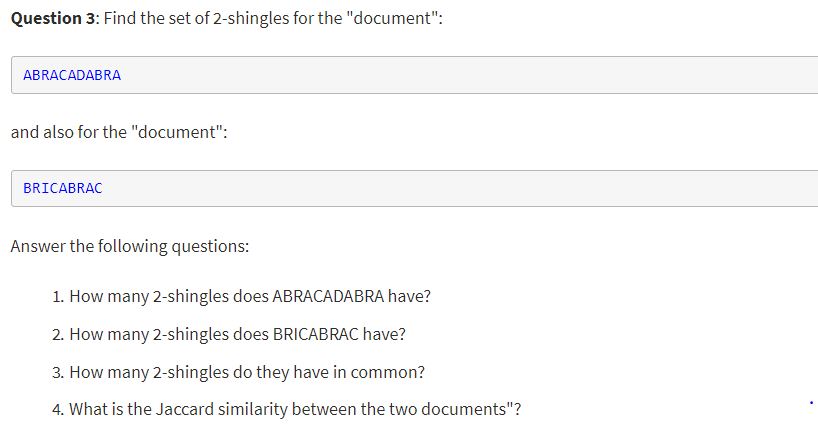 Question 3: Find the set of 2-shingles for the "document":
ABRACADABRA
and also for the "document":
BRICABRAC
Answer the following questions:
1. How many 2-shingles does ABRACADABRA have?
2. How many 2-shingles does BRICABRAC have?
3. How many 2-shingles do they have in common?
4. What is the Jaccard similarity between the two documents"?